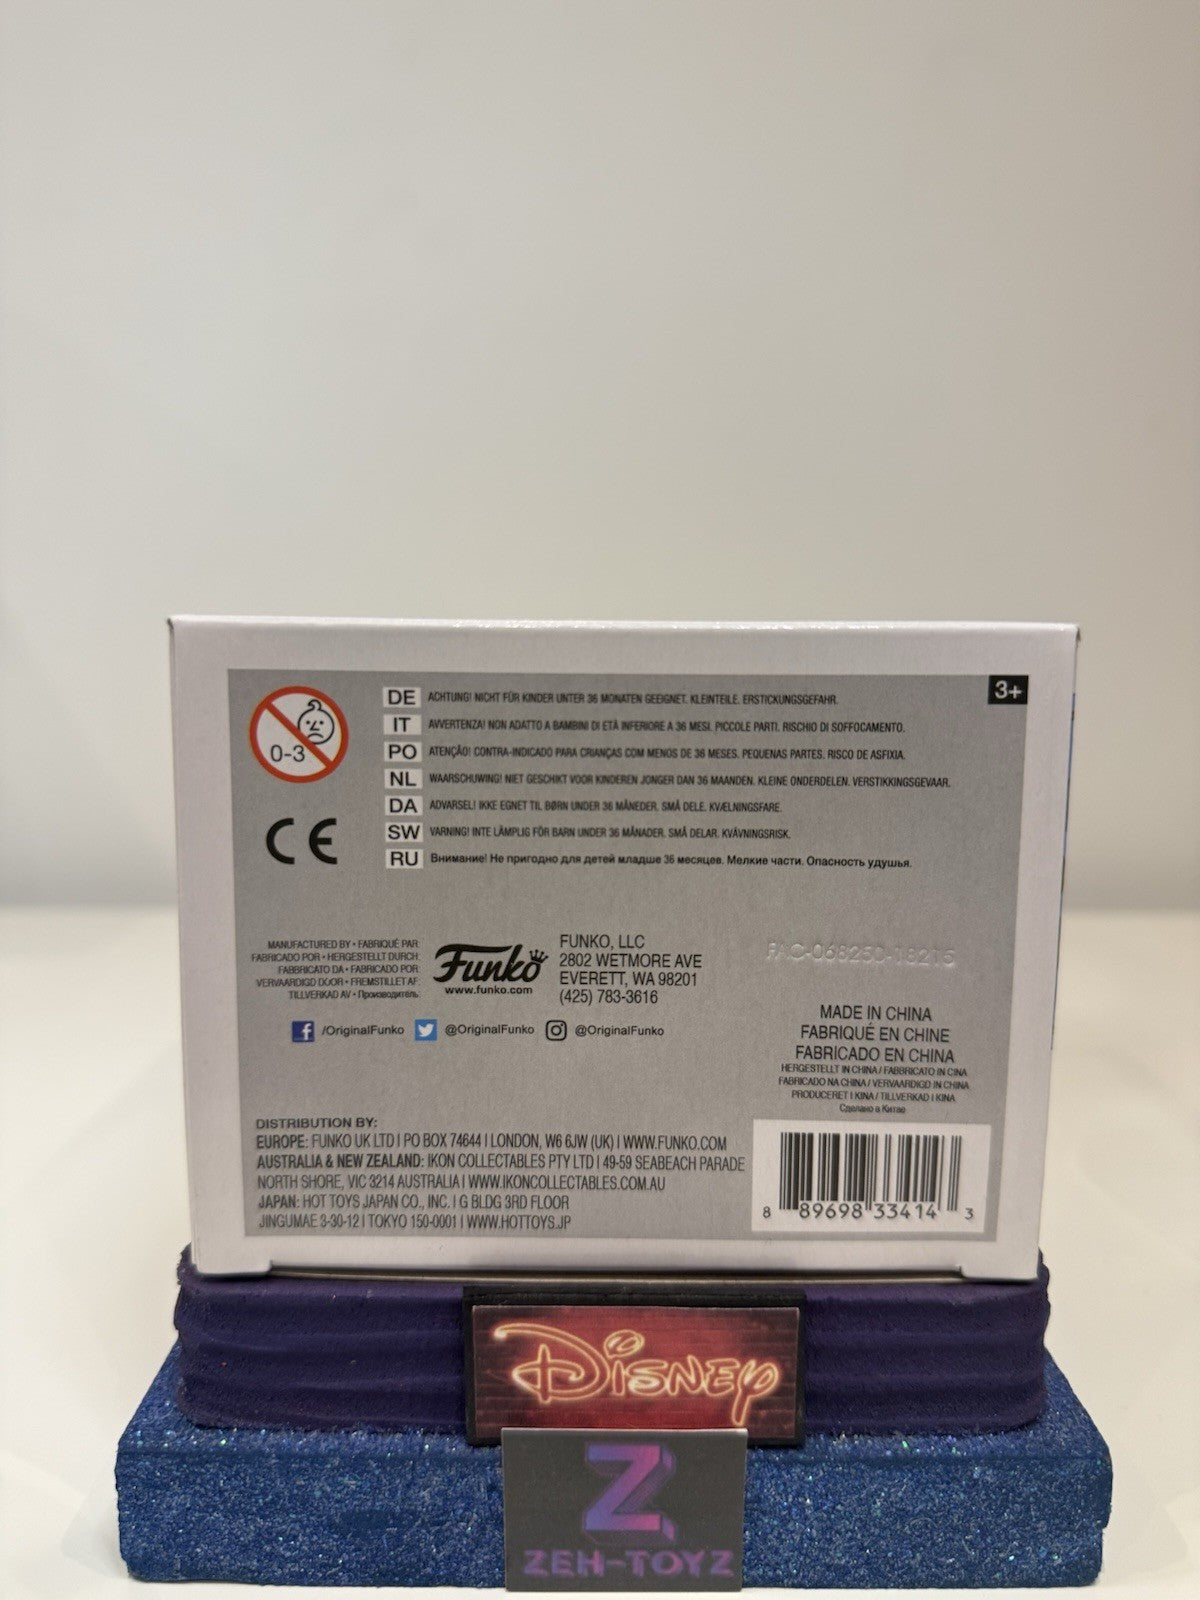 3+
0-3
DE ACHTUNG! NICHT FÜR KINDER UNTER 36 MONATEN GEEIGNET. KLEINTEILE. ERSTICKUNGSGEFAHR.
IT AVVERTENZA! NON ADATTO A BAMBINI DI ETÀ INFERIORE A 36 MESI. PICCOLE PARTI. RISCHIO DI SOFFOCAMENTO.
PO ATENÇÃO! CONTRA-INDICADO PARA CRIANÇAS COM MENOS DE 36 MESES. PEQUENAS PARTES. RISCO DE ASFIXIA.
NL WAARSCHUWING! NIET GESCHIKT VOOR KINDEREN JONGER DAN 36 MAANDEN. KLEINE ONDERDELEN. VERSTIKKINGSGEVAAR.
DA ADVARSEL! IKKE EGNET TIL BØRN UNDER 36 MÅNEDER. SMÅ DELE. KVÆLNINGSFARE.
SW VARNING! INTE LÄMPLIG FÖR BARN UNDER 36 MÅNADER. SMÅ DELAR. KVÄVNINGSRISK.
RU Внимание! Не пригодно для детей младше 36 месяцев. Мелкие части. Опасность удушья.
CE
MANUFACTURED BY • FABRIQUÉ PAR:
FABRICADO POR • HERGESTELLT DURCH:
FABBRICATO DA • FABRICADO POR:
VERVAARDIGD DOOR • FREMSTILLET AF:
TILLVERKAD AV • Производитель:
Funko
www.funko.com
FUNKO, LLC
2802 WETMORE AVE
EVERETT, WA 98201
(425) 783-3616
/OriginalFunko @OriginalFunko @OriginalFunko
FAC-068250-18215
MADE IN CHINA
FABRIQUÉ EN CHINE
FABRICADO EN CHINA
HERGESTELLT IN CHINA / FABBRICATO IN CINA
FABRICADO NA CHINA / VERVAARDIGD IN CHINA
PRODUCERET I KINA / TILLVERKAD I KINA
Сделано в Китае
DISTRIBUTION BY:
EUROPE: FUNKO UK LTD | PO BOX 74644 | LONDON, W6 6JW (UK) | WWW.FUNKO.COM
AUSTRALIA & NEW ZEALAND: IKON COLLECTABLES PTY LTD | 49-59 SEABEACH PARADE
NORTH SHORE, VIC 3214 AUSTRALIA | WWW.IKONCOLLECTABLES.COM.AU
JAPAN: HOT TOYS JAPAN CO., INC. | G BLDG 3RD FLOOR
JINGUMAE 3-30-12 | TOKYO 150-0001 | WWW.HOTTOYS.JP
8 89698 33414 3
DISNEY
Z
ZEH-TOYZ